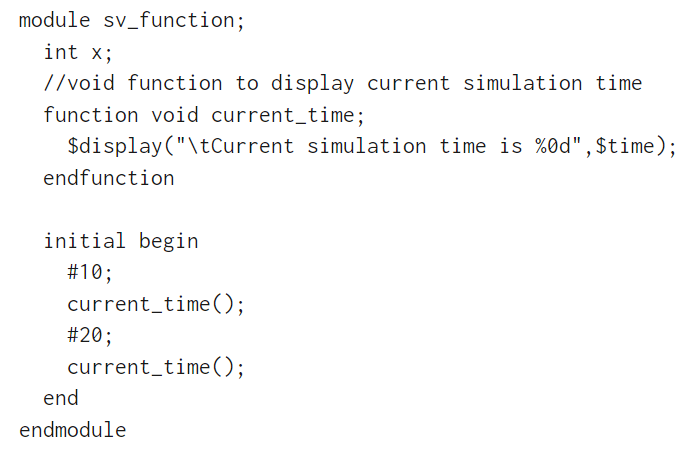 module sv_function;
  int x;
  //void function to display current simulation time
  function void current_time;
    $display("\tCurrent simulation time is %0d",$time);
  endfunction

  initial begin
    #10;
    current_time();
    #20;
    current_time();
  end
endmodule